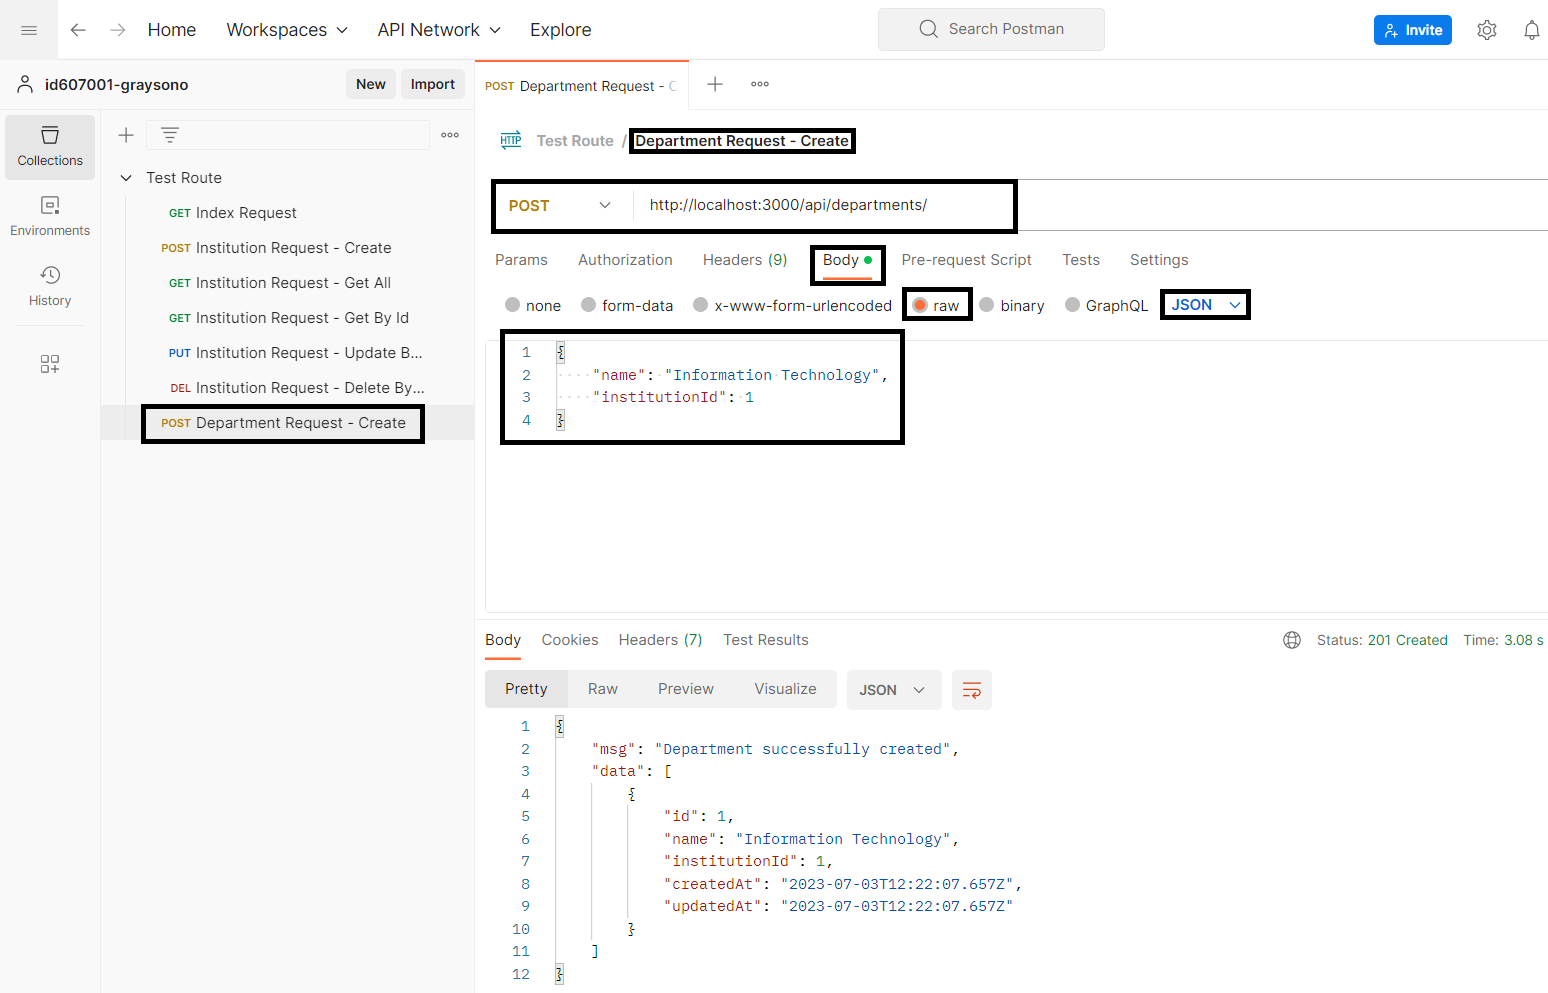 Home Workspaces API Network Explore Search Postman Invite
id607001-graysono New Import
POST Department Request - C
Collections
Environments
History
Test Route
GET Index Request
POST Institution Request - Create
GET Institution Request - Get All
GET Institution Request - Get By Id
PUT Institution Request - Update B...
DEL Institution Request - Delete By...
POST Department Request - Create
HTTP Test Route / Department Request - Create
POST http://localhost:3000/api/departments/
Params Authorization Headers (9) Body Pre-request Script Tests Settings
none form-data x-www-form-urlencoded raw binary GraphQL JSON
1 {
2 "name": "Information Technology",
3 "institutionId": 1
4 }
Body Cookies Headers (7) Test Results Status: 201 Created Time: 3.08 s
Pretty Raw Preview Visualize JSON
1 {
2 "msg": "Department successfully created",
3 "data": [
4 {
5 "id": 1,
6 "name": "Information Technology",
7 "institutionId": 1,
8 "createdAt": "2023-07-03T12:22:07.657Z",
9 "updatedAt": "2023-07-03T12:22:07.657Z"
10 }
11 ]
12 }